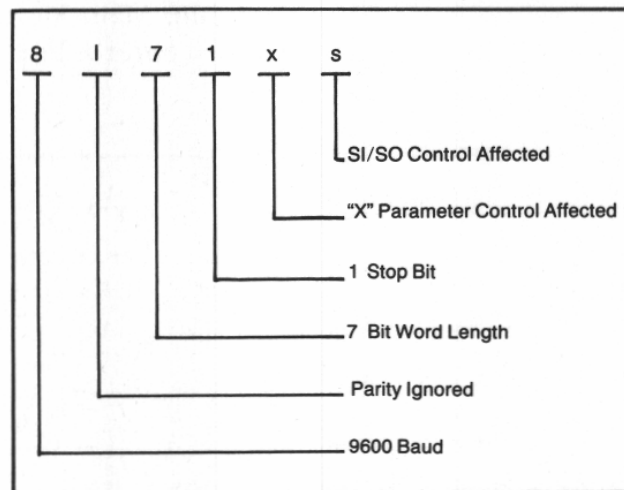 8 I 7 1 x s
SI/SO Control Affected
“X” Parameter Control Affected
1 Stop Bit
7 Bit Word Length
Parity Ignored
9600 Baud